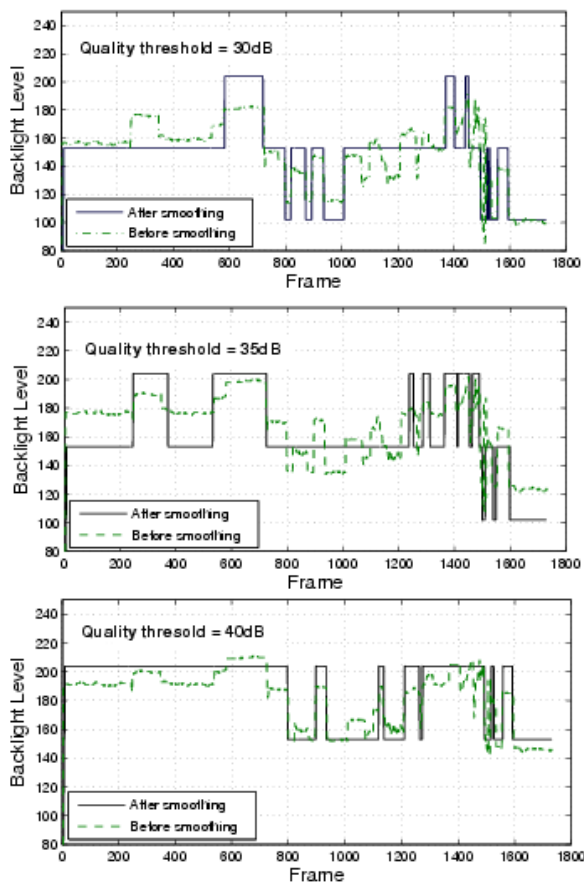 250
240
220
200
180
160
140
120
100
80
Backlight Level
Quality threshold = 30dB
After smoothing
Before smoothing
0 200 400 600 800 1000 1200 1400 1600 1800
Frame
240
220
200
180
160
140
120
100
80
Backlight Level
Quality threshold = 35dB
After smoothing
Before smoothing
0 200 400 600 800 1000 1200 1400 1600 1800
Frame
240
220
200
180
160
140
120
100
80
Backlight Level
Quality thresold = 40dB
After smoothing
Before smoothing
0 200 400 600 800 1000 1200 1400 1600 1800
Frame